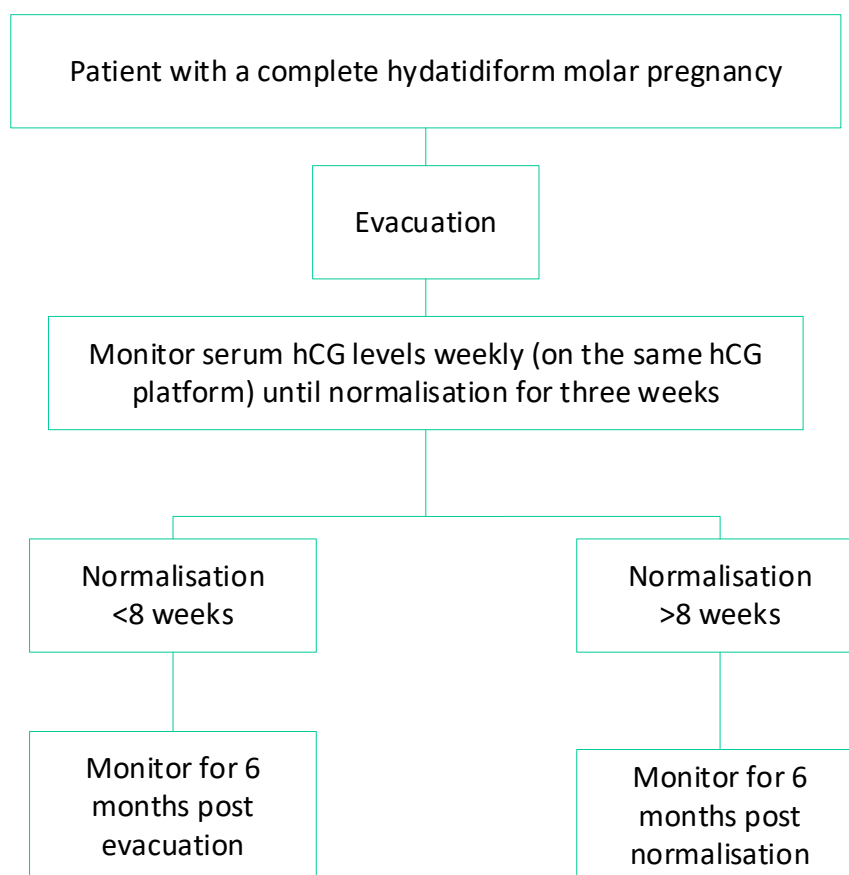 Patient with a complete hydatidiform molar pregnancy
Evacuation
Monitor serum hCG levels weekly (on the same hCG
platform) until normalisation for three weeks
Normalisation
<8 weeks
Normalisation
>8 weeks
Monitor for 6
months post
evacuation
Monitor for 6
months post
normalisation